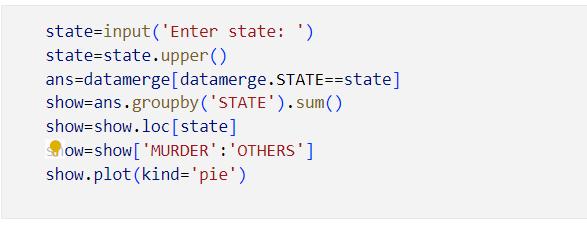 state=input('Enter state: ')
state=state.upper()
ans=datamerge[datamerge.STATE==state]
show=ans.groupby('STATE').sum()
show=show.loc[state]
show=show['MURDER':'OTHERS']
show.plot(kind='pie')